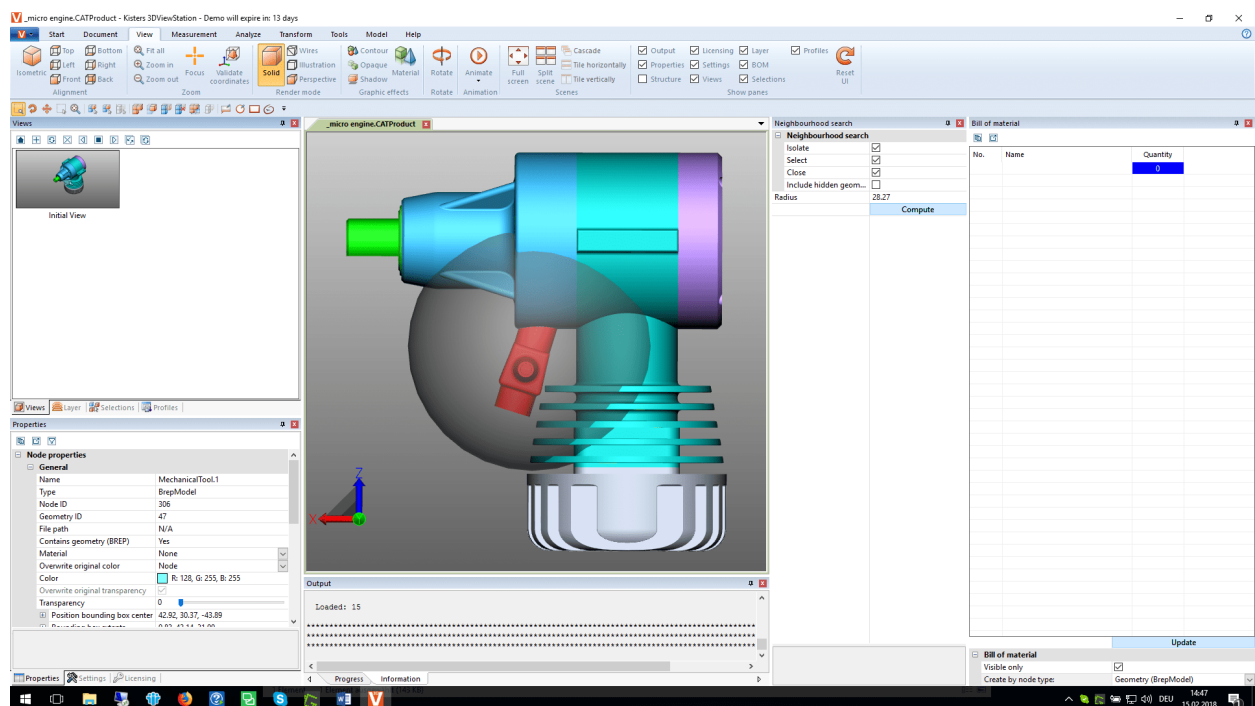 _micro engine.CATProduct - Kisters 3DViewStation - Demo will expire in: 13 days
Start Document View Measurement Analyze Transform Tools Model Help
Isometric Top Bottom Left Right Front Back Alignment
Fit all Zoom in Zoom out Focus Validate coordinates Zoom
Solid Wires Illustration Perspective Render mode
Contour Opaque Shadow Material Graphic effects
Rotate Rotate
Animate Animation
Full screen Split scene Cascade Tile horizontally Tile vertically Scenes
Output Licensing Layer Profiles
Properties Settings BOM
Structure Views Selections
Show panes
Reset UI
Views
Initial View
Views Layer Selections Profiles
Properties
Node properties
General
Name MechanicalTool.1
Type BrepModel
Node ID 306
Geometry ID 47
File path N/A
Contains geometry (BREP) Yes
Material None
Overwrite original color Node
Color R: 128, G: 255, B: 255
Overwrite original transparency
Transparency 0
Position bounding box center 42.92, 30.37, -43.89
Properties Settings Licensing
_micro engine.CATProduct
Z
X
Output
Loaded: 15
********************************************************************************
********************************************************************************
********************************************************************************
Progress Information
Neighbourhood search
Neighbourhood search
Isolate
Select
Close
Include hidden geom...
Radius 28.27
Compute
Bill of material
No. Name Quantity
0
Update
Bill of material
Visible only
Create by node type: Geometry (BrepModel)
DEU 14:47
15.02.2018